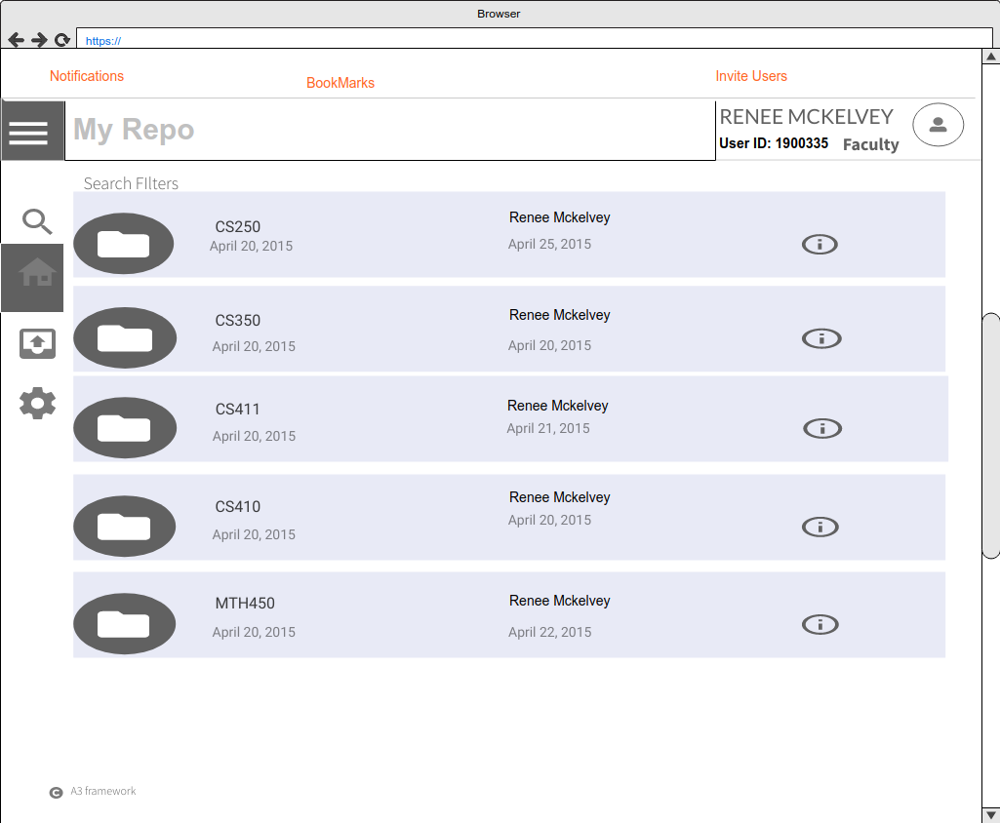 Browser
https://
Notifications
BookMarks
Invite Users
My Repo
RENEE MCKELVEY
User ID: 1900335 Faculty
Search FIlters
CS250
April 20, 2015
Renee Mckelvey
April 25, 2015
CS350
April 20, 2015
Renee Mckelvey
April 20, 2015
CS411
April 20, 2015
Renee Mckelvey
April 21, 2015
CS410
April 20, 2015
Renee Mckelvey
April 20, 2015
MTH450
April 20, 2015
Renee Mckelvey
April 22, 2015
A3 framework